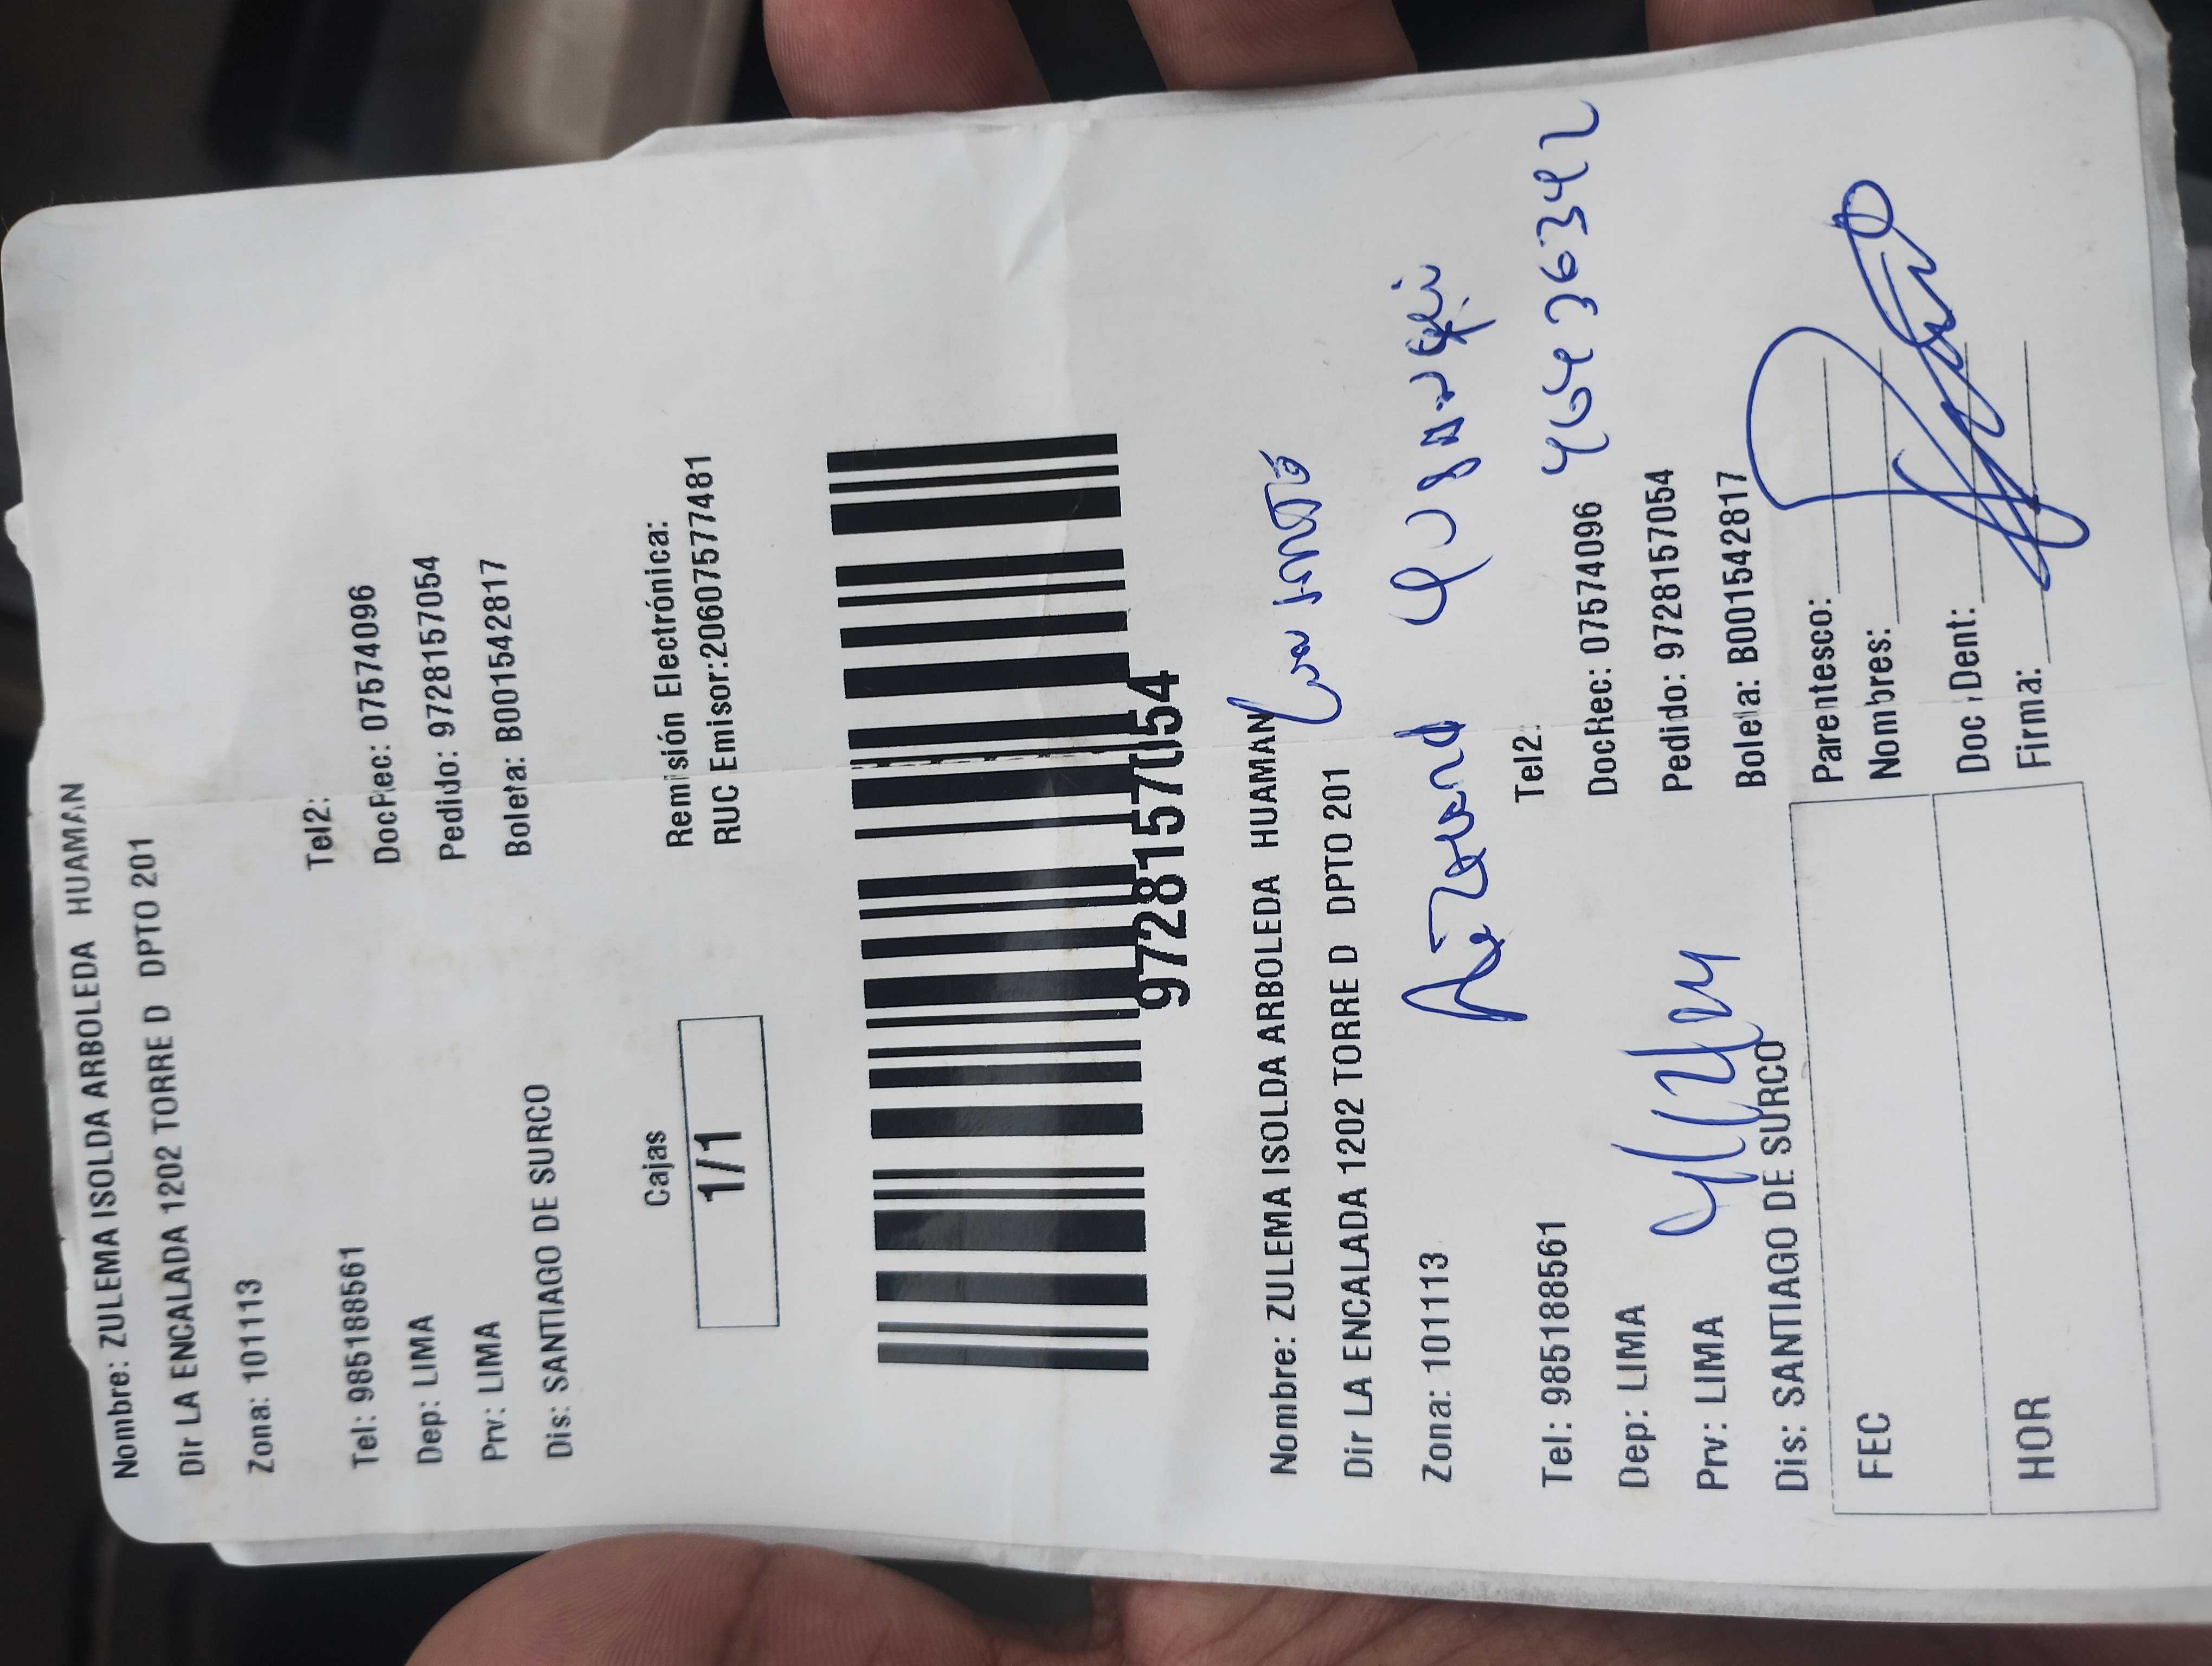 Nombre: ZULEMA ISOLDA ARBOLEDA HUAMAN
Dir LA ENCALADA 1202 TORRE D DPTO 201
Zona: 101113
Tel2:
Tel: 985188561
DocRec: 07574096
Dep: LIMA
Pedido: 9728157054
Prv: LIMA
Boleta: B001542817
Dis: SANTIAGO DE SURCO
Cajas
Remisión Electrónica:
1/1
RUC Emisor:20607577481
9728157054
Nombre: ZULEMA ISOLDA ARBOLEDA HUAMAN
Dir LA ENCALADA 1202 TORRE D DPTO 201
Zona: 101113
Tel2:
Tel: 985188561
DocRec: 07574096
Dep: LIMA
Pedido: 9728157054
Prv: LIMA
Boleta: B001542817
Dis: SANTIAGO DE SURCO
Parentesco:
FEC
Nombres:
Doc iDent:
HOR
Firma: